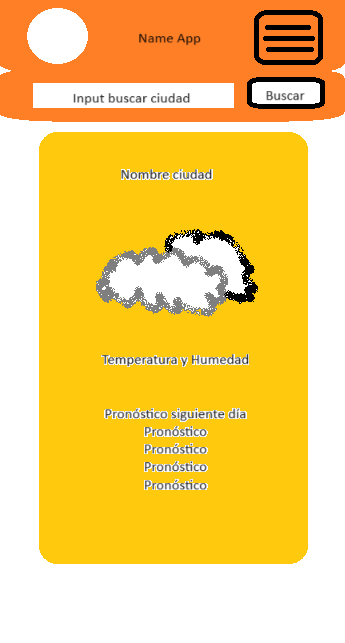 Name App
Input buscar ciudad
Buscar
Nombre ciudad
Temperatura y Humedad
Pronóstico siguiente día
Pronóstico
Pronóstico
Pronóstico
Pronóstico